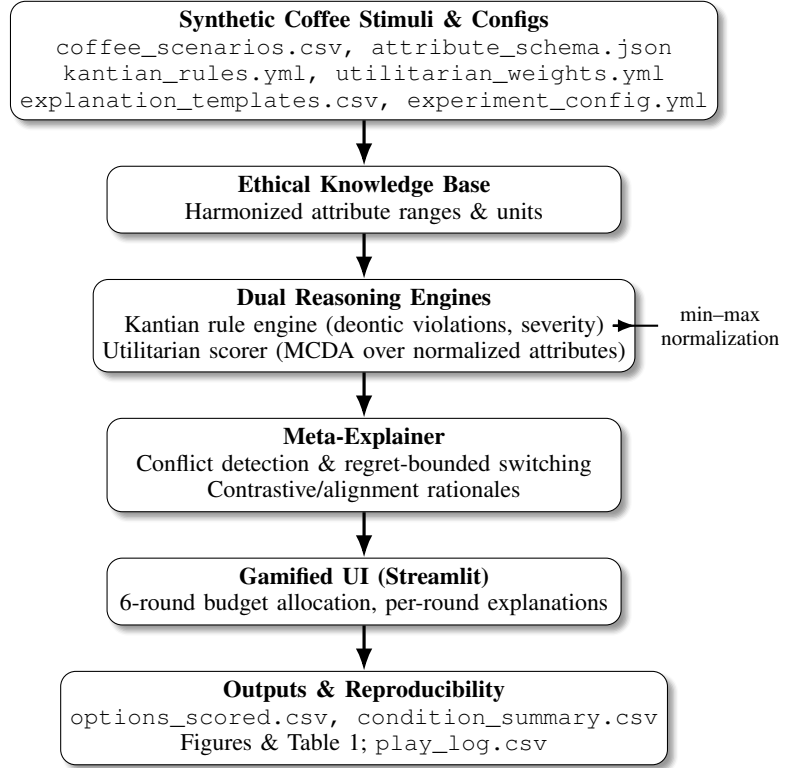 Synthetic Coffee Stimuli & Configs
coffee_scenarios.csv, attribute_schema.json
kantian_rules.yml, utilitarian_weights.yml
explanation_templates.csv, experiment_config.yml
Ethical Knowledge Base
Harmonized attribute ranges & units
Dual Reasoning Engines
Kantian rule engine (deontic violations, severity)
Utilitarian scorer (MCDA over normalized attributes)
min–max
normalization
Meta-Explainer
Conflict detection & regret-bounded switching
Contrastive/alignment rationales
Gamified UI (Streamlit)
6-round budget allocation, per-round explanations
Outputs & Reproducibility
options_scored.csv, condition_summary.csv
Figures & Table 1; play_log.csv